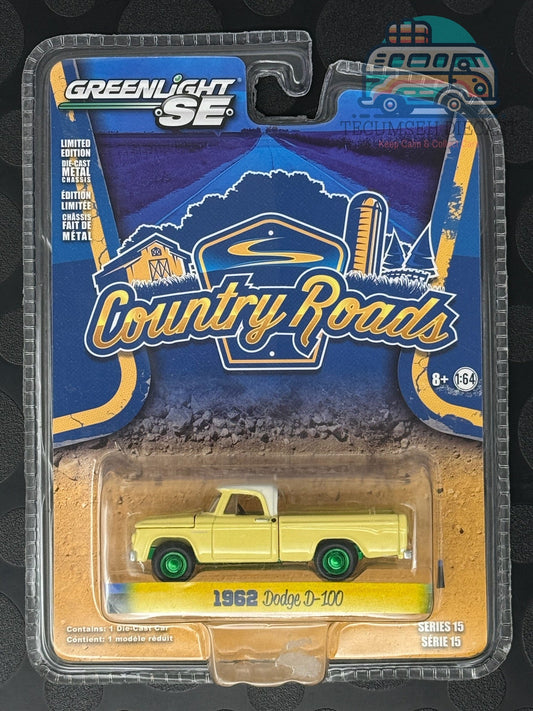 GREENLIGHT
SE
TECUMSEH DIECAST
Keep Calm & Collect
LIMITED
EDITION
DIE-CAST
METAL
CHASSIS
ÉDITION
LIMITÉE
CHÂSSIS
FAIT DE
MÉTAL
Country Roads
8+ 1:64
1962 Dodge D-100
Contains: 1 Die-Cast Car
Contient: 1 modèle réduit
SERIES 15
SÉRIE 15